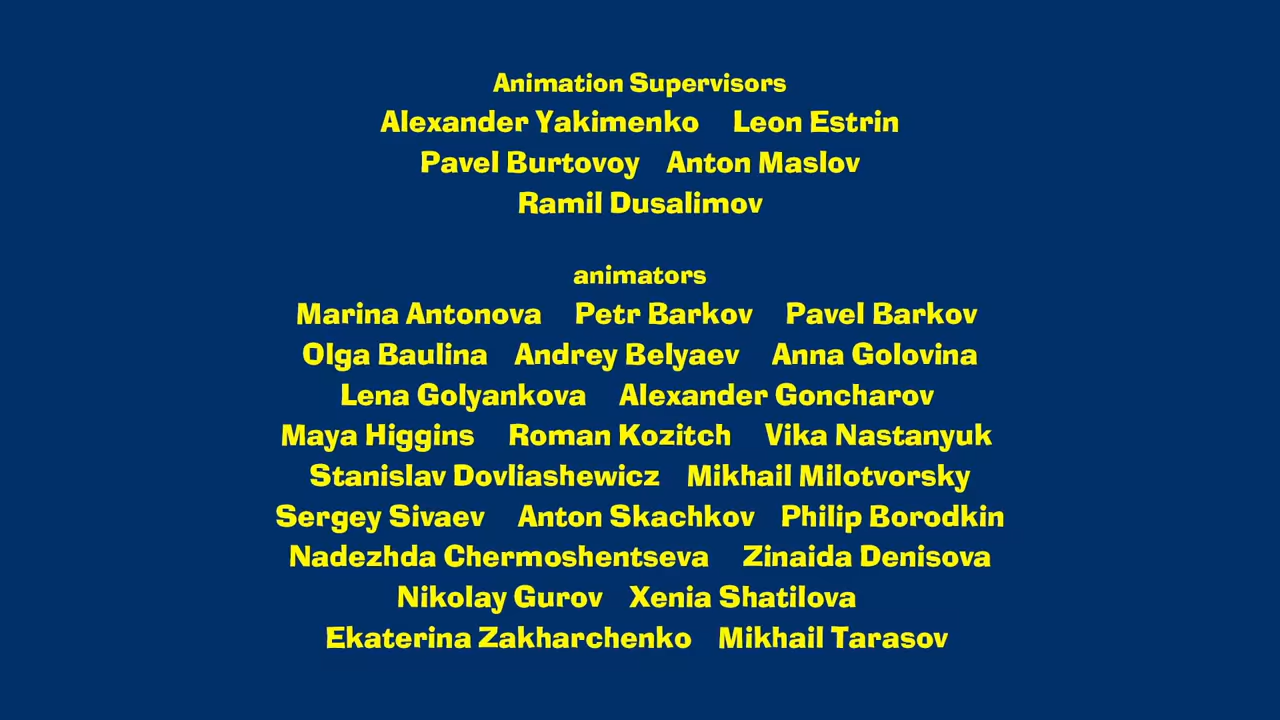 Animation Supervisors
Alexander Yakimenko Leon Estrin
Pavel Burtovoy Anton Maslov
Ramil Dusalimov
animators
Marina Antonova Petr Barkov Pavel Barkov
Olga Baulina Andrey Belyaev Anna Golovina
Lena Golyankova Alexander Goncharov
Maya Higgins Roman Kozitch Vika Nastanyuk
Stanislav Dovliashewicz Mikhail Milotvorsky
Sergey Sivaev Anton Skachkov Philip Borodkin
Nadezhda Chermoshentseva Zinaida Denisova
Nikolay Gurov Xenia Shatilova
Ekaterina Zakharchenko Mikhail Tarasov